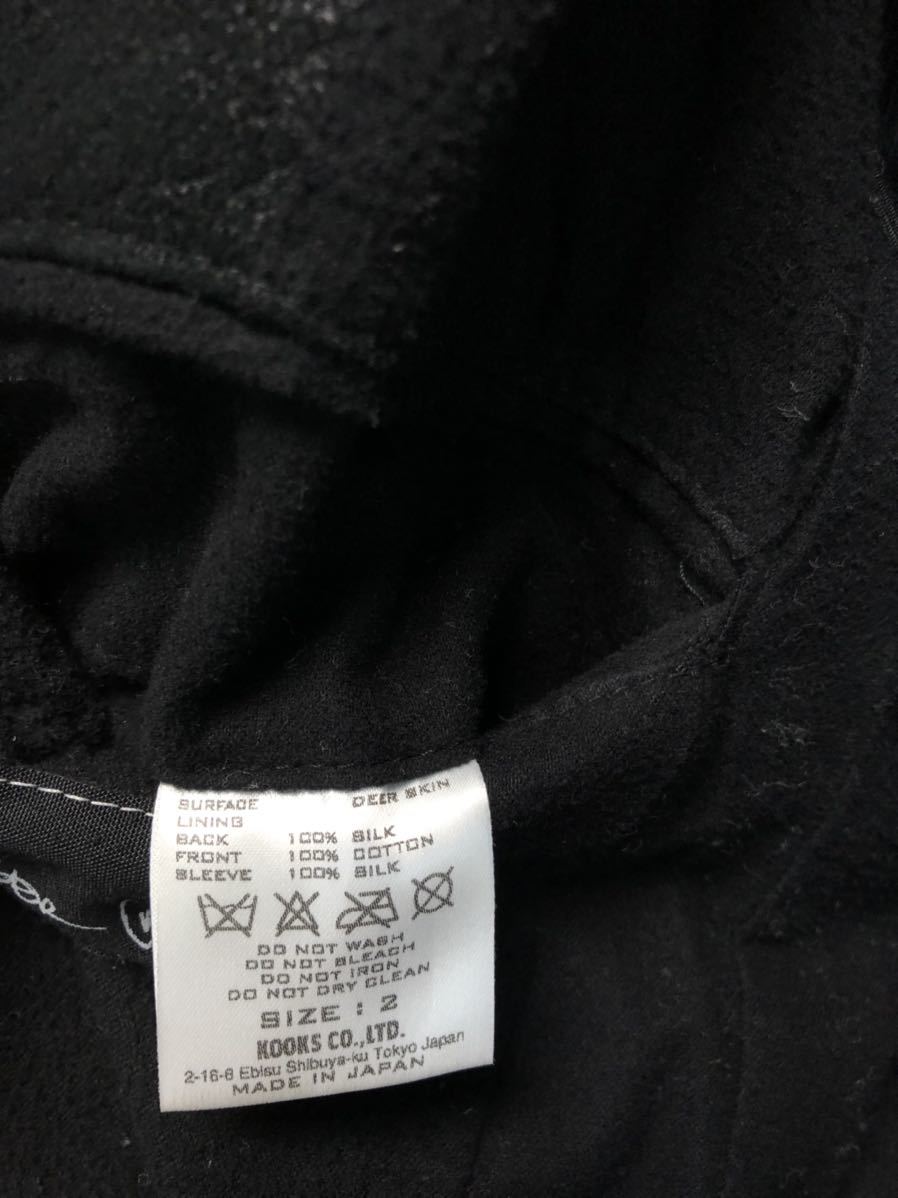 SURFACE DEER SKIN
LINING
BACK 100% SILK
FRONT 100% COTTON
SLEEVE 100% SILK
DO NOT WASH
DO NOT BLEACH
DO NOT IRON
DO NOT DRY CLEAN
SIZE : 2
KOOKS CO.,LTD.
2-16-8 Ebisu Shibuya-ku Tokyo Japan
MADE IN JAPAN